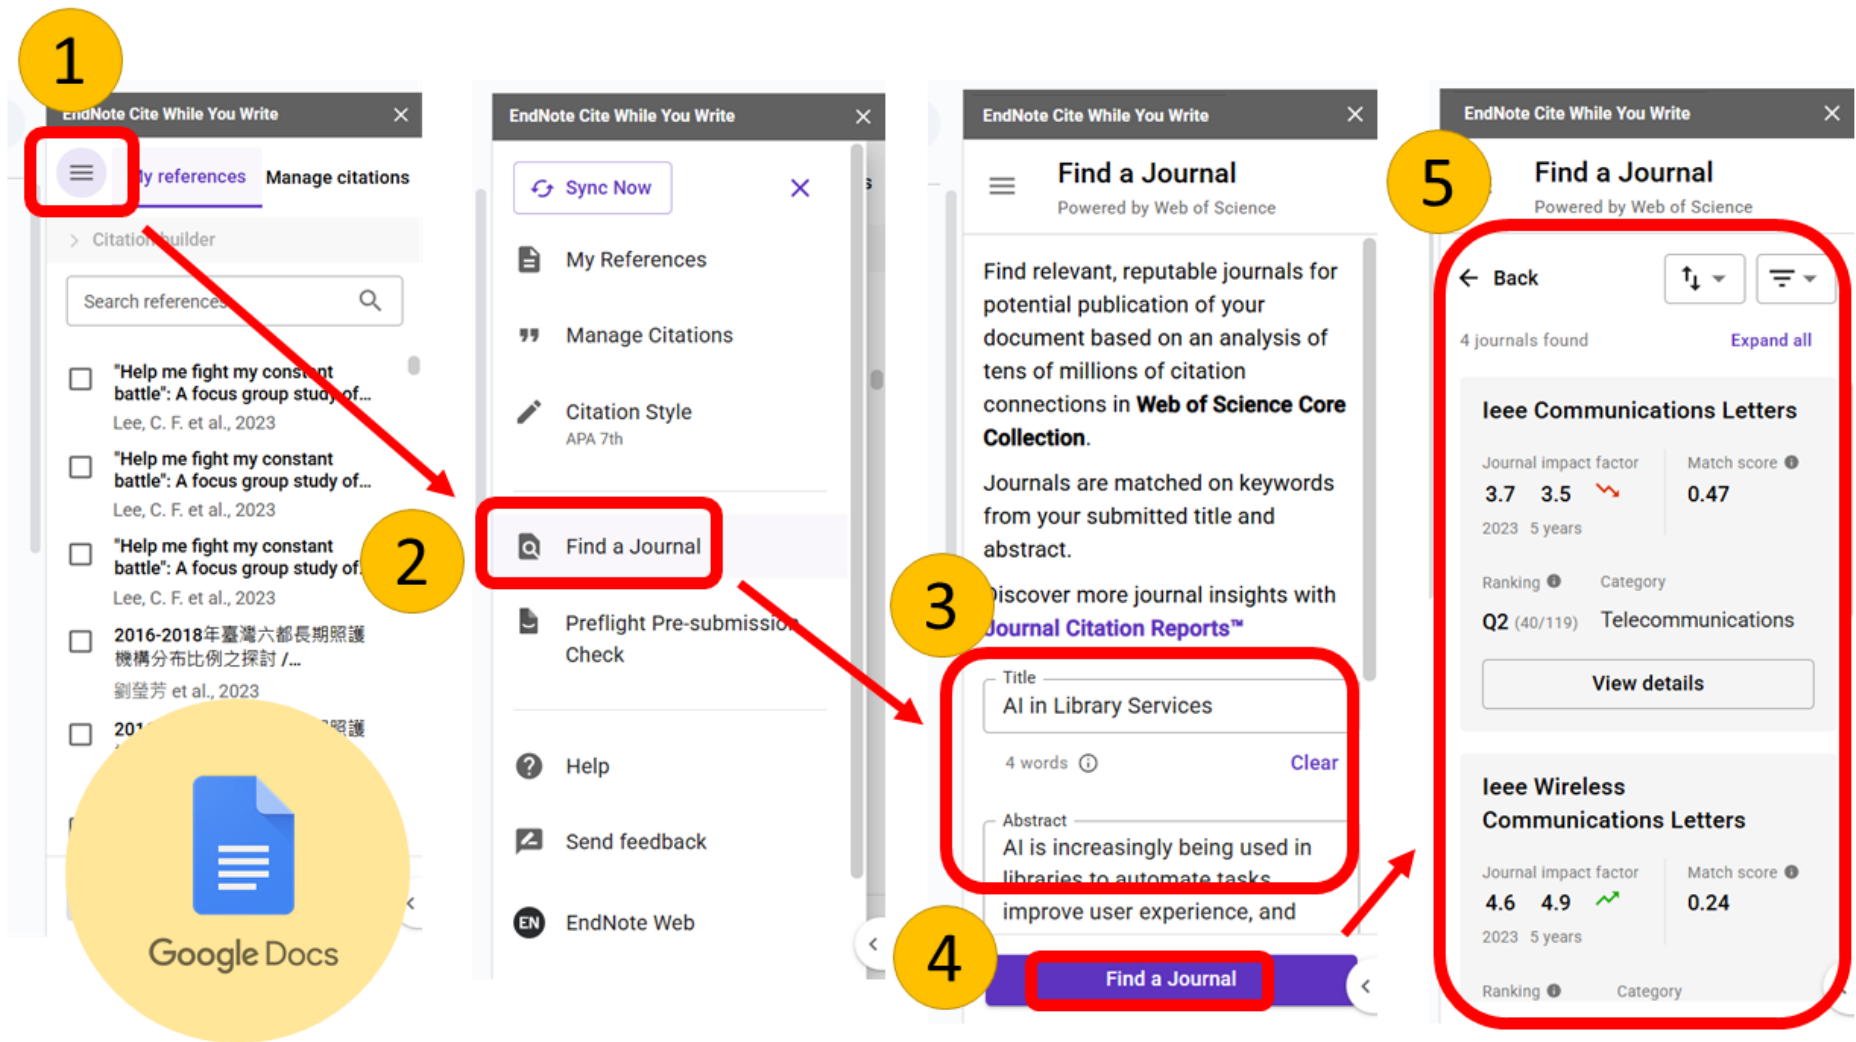 1
EndNote Cite While You Write
My references
Manage citations
Citation builder
Search references
"Help me fight my constant
battle": A focus group study of...
Lee, C. F. et al., 2023
"Help me fight my constant
battle": A focus group study of...
Lee, C. F. et al., 2023
"Help me fight my constant
battle": A focus group study of.
Lee, C. F. et al., 2023
2016-2018年臺灣六都長期照護
機構分布比例之探討 /...
劉瑩芳 et al., 2023
201
照護
Google Docs
EndNote Cite While You Write
Sync Now
s
My References
Manage Citations
Citation Style
APA 7th
2
Find a Journal
Preflight Pre-submission
Check
Help
Send feedback
EN EndNote Web
EndNote Cite While You Write
Find a Journal
Powered by Web of Science
Find relevant, reputable journals for
potential publication of your
document based on an analysis of
tens of millions of citation
connections in Web of Science Core
Collection.
Journals are matched on keywords
from your submitted title and
abstract.
3
Discover more journal insights with
Journal Citation Reports™
Title
AI in Library Services
4 words
Clear
Abstract
AI is increasingly being used in
libraries to automate tasks
improve user experience, and
4
Find a Journal
EndNote Cite While You Write
5
Find a Journal
Powered by Web of Science
Back
4 journals found
Expand all
Ieee Communications Letters
Journal impact factor
Match score
3.7 3.5
0.47
2023 5 years
Ranking
Category
Q2 (40/119)
Telecommunications
View details
Ieee Wireless
Communications Letters
Journal impact factor
Match score
4.6 4.9
0.24
2023 5 years
Ranking
Category